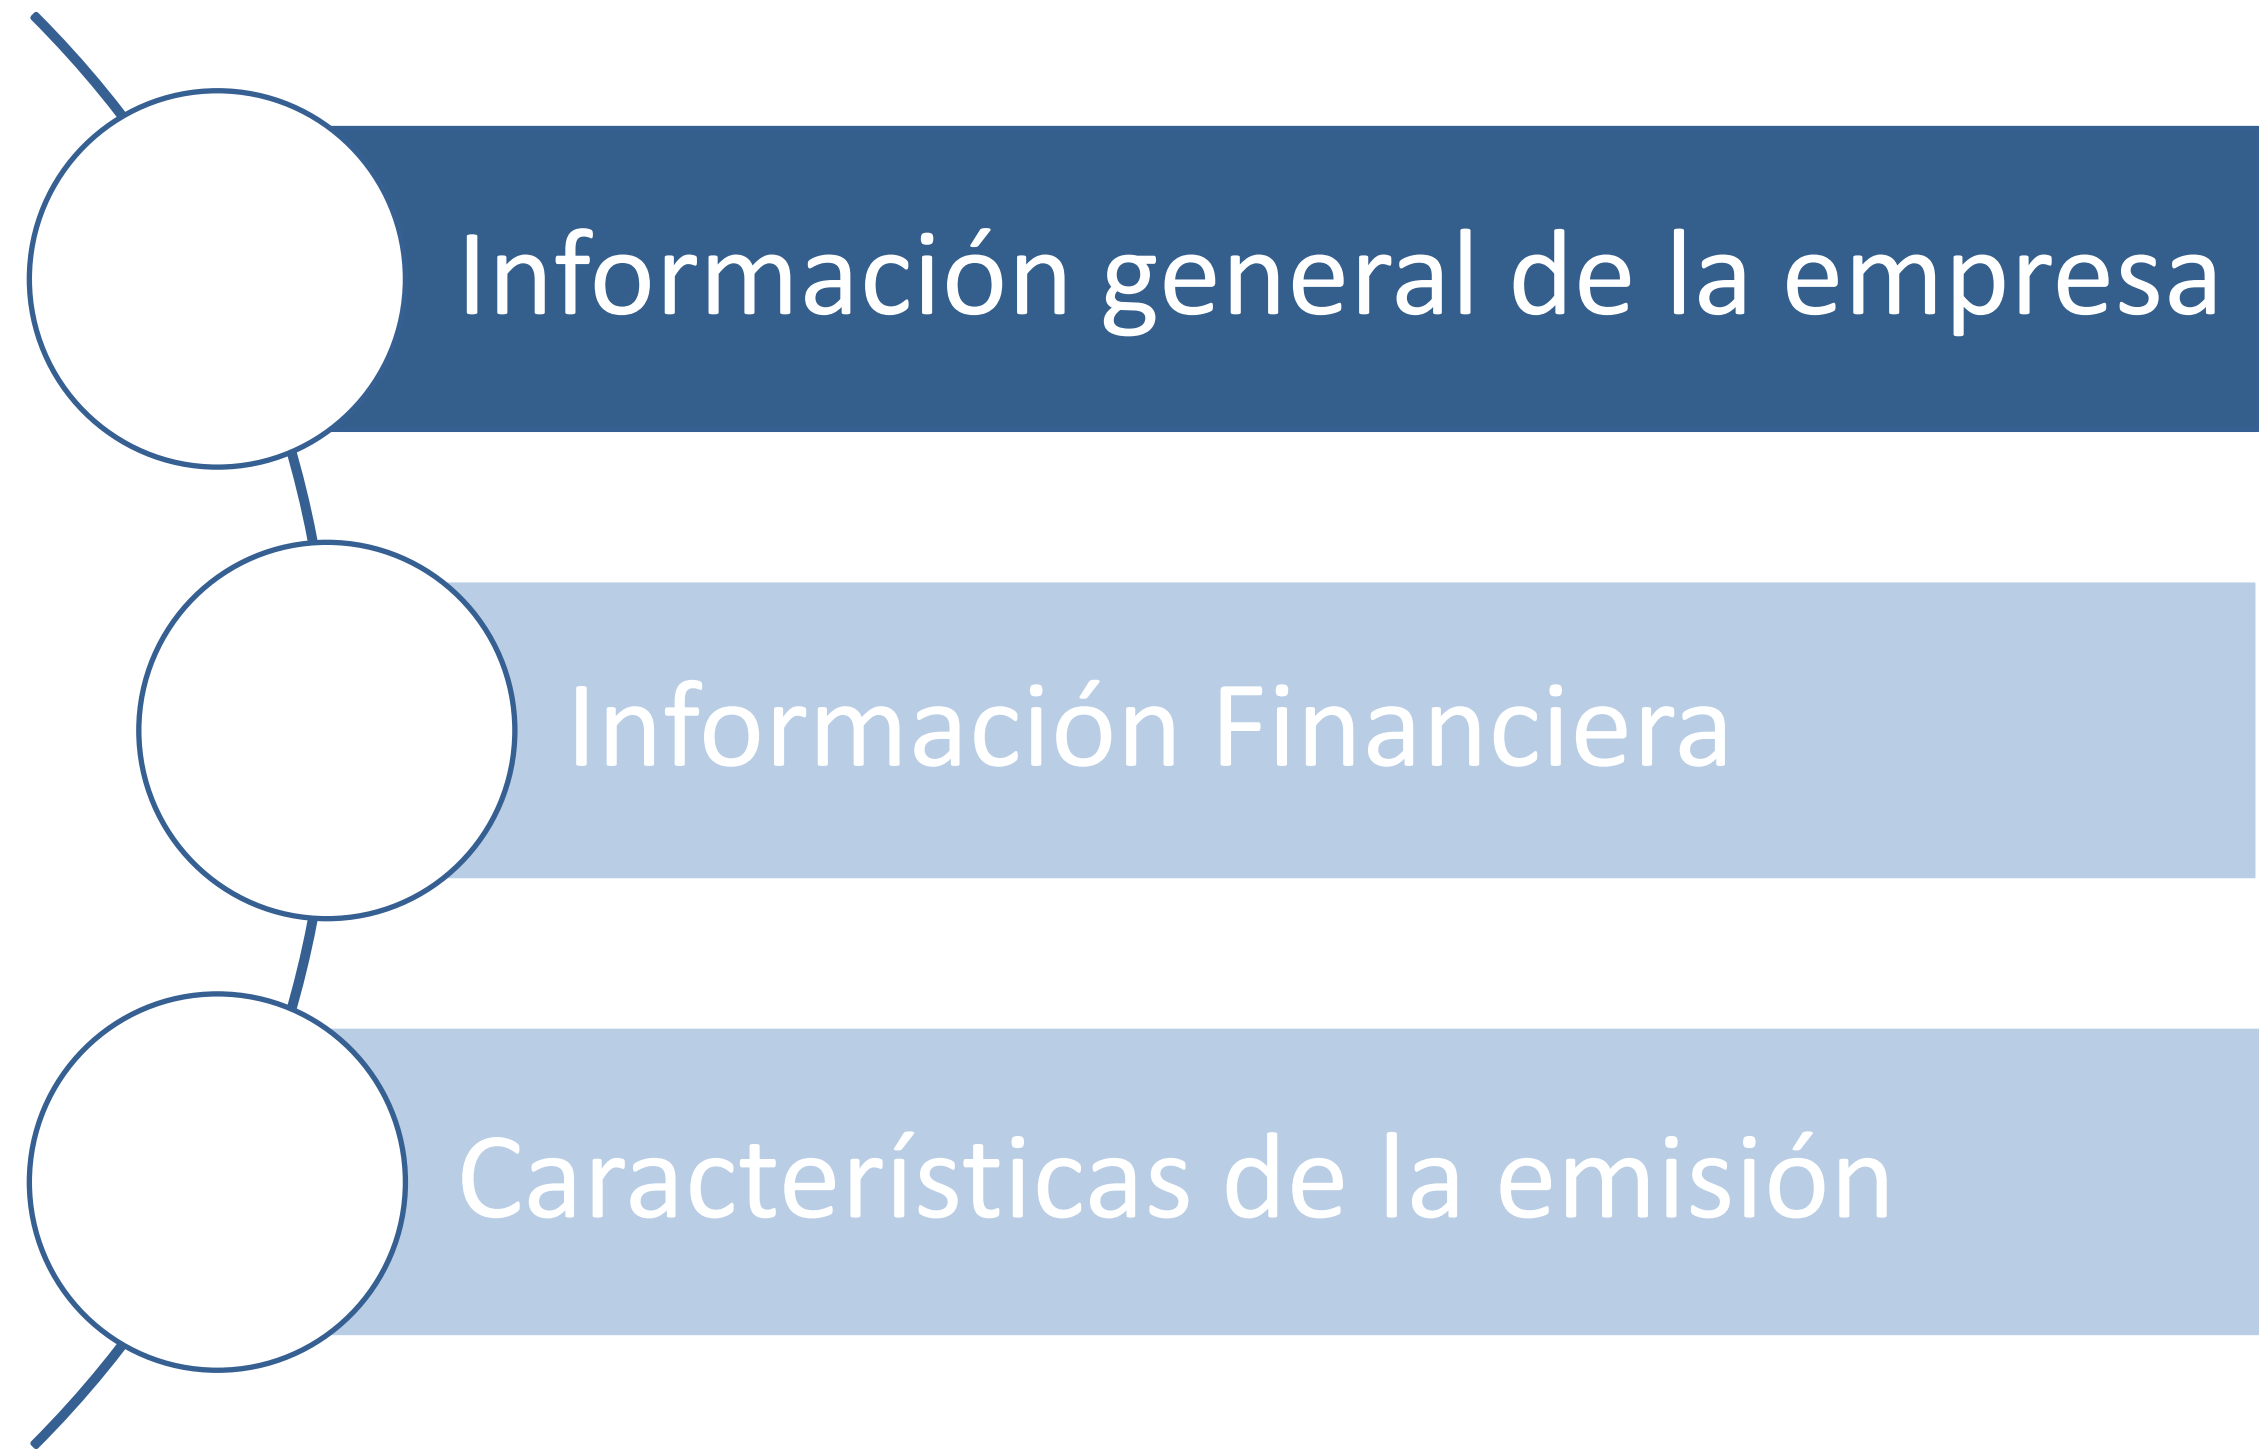 Información general de la empresa
Información Financiera
Características de la emisión